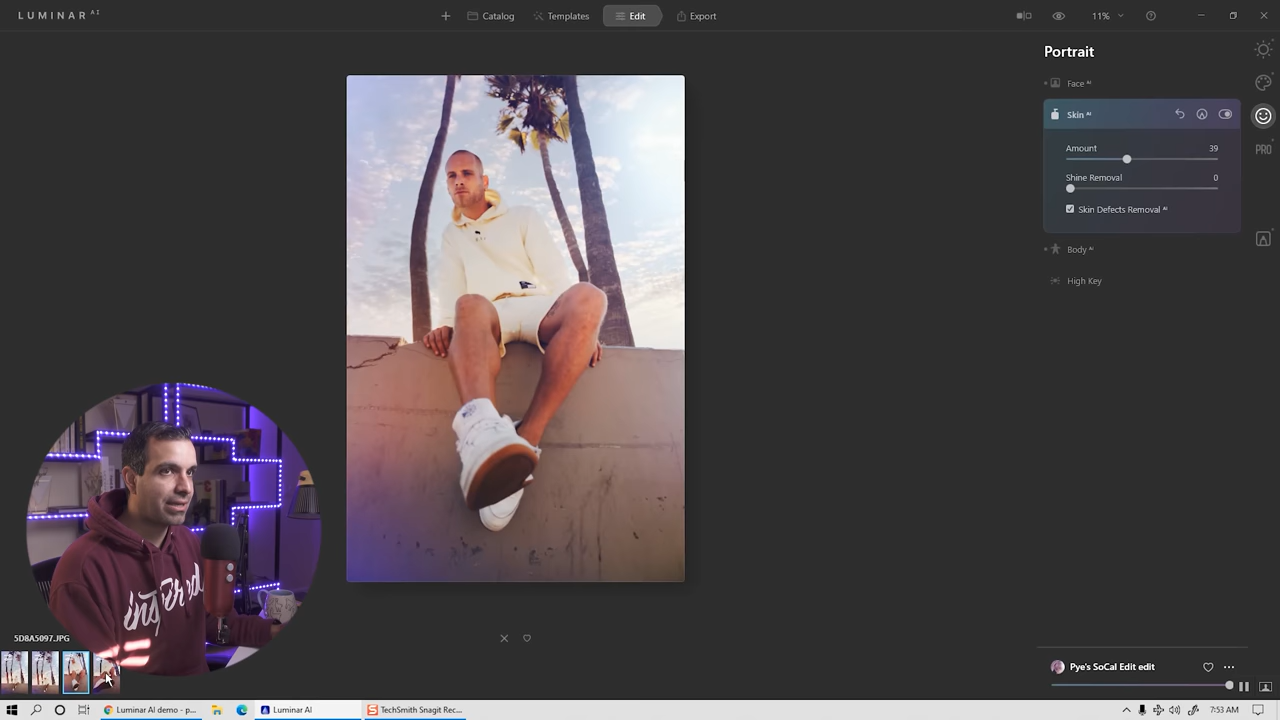 LUMINAR AI
Catalog
Templates
Edit
Export
11%
Portrait
Face AI
Skin AI
Amount
39
Shine Removal
0
Skin Defects Removal AI
Body AI
High Key
PRO
inspired
5D8A5097.JPG
Pye's SoCal Edit edit
Luminar AI demo - p...
Luminar AI
TechSmith Snagit Rec...
7:53 AM